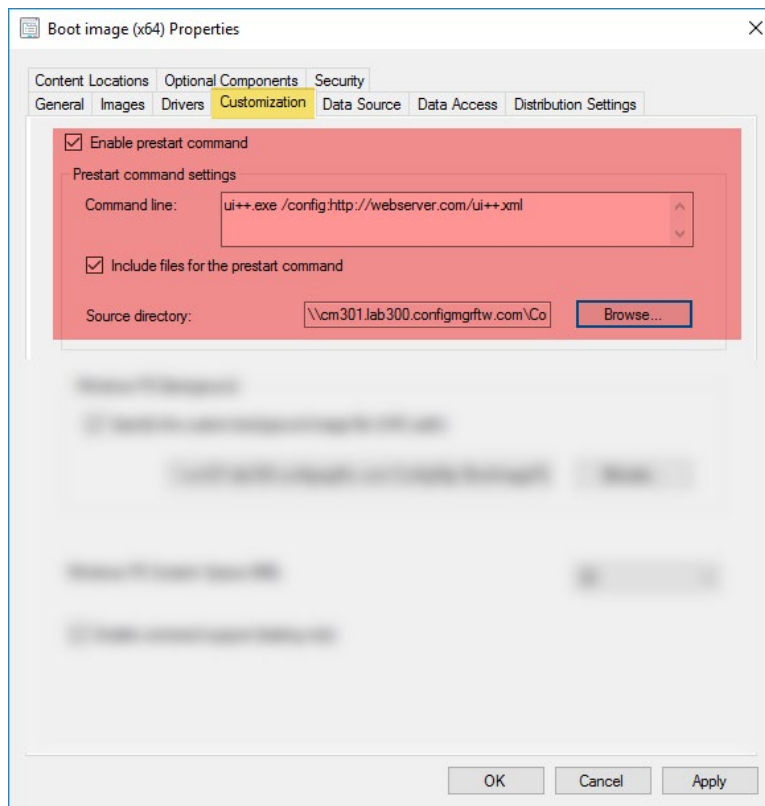 Boot image (x64) Properties
Content Locations Optional Components Security
General Images Drivers Customization Data Source Data Access Distribution Settings
Enable prestart command
Prestart command settings
Command line: ui++.exe /config:http://webserver.com/ui++.xml
Include files for the prestart command
Source directory: \\cm301.lab300.configmgrftw.com\Co Browse...
OK Cancel Apply